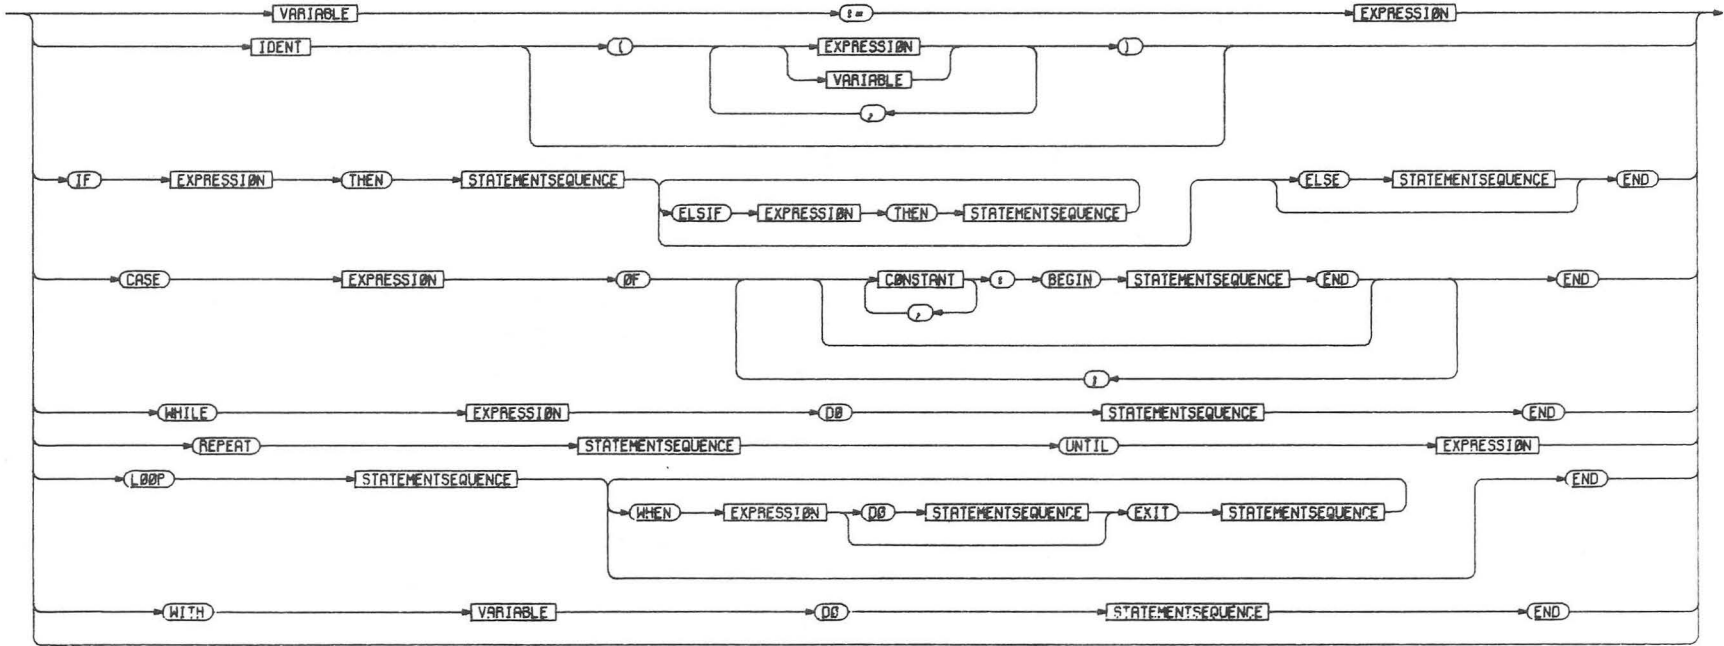 VARIABLE := EXPRESSIØN
IDENT ( EXPRESSIØN )
VARIABLE
,
IF EXPRESSIØN THEN STATEMENTSEQUENCE ELSE STATEMENTSEQUENCE END
ELSIF EXPRESSIØN THEN STATEMENTSEQUENCE
CASE EXPRESSIØN ØF CØNSTANT : BEGIN STATEMENTSEQUENCE END END
,
;
WHILE EXPRESSIØN DØ STATEMENTSEQUENCE END
REPEAT STATEMENTSEQUENCE UNTIL EXPRESSIØN
LØØP STATEMENTSEQUENCE END
WHEN EXPRESSIØN DØ STATEMENTSEQUENCE EXIT STATEMENTSEQUENCE
WITH VARIABLE DØ STATEMENTSEQUENCE END